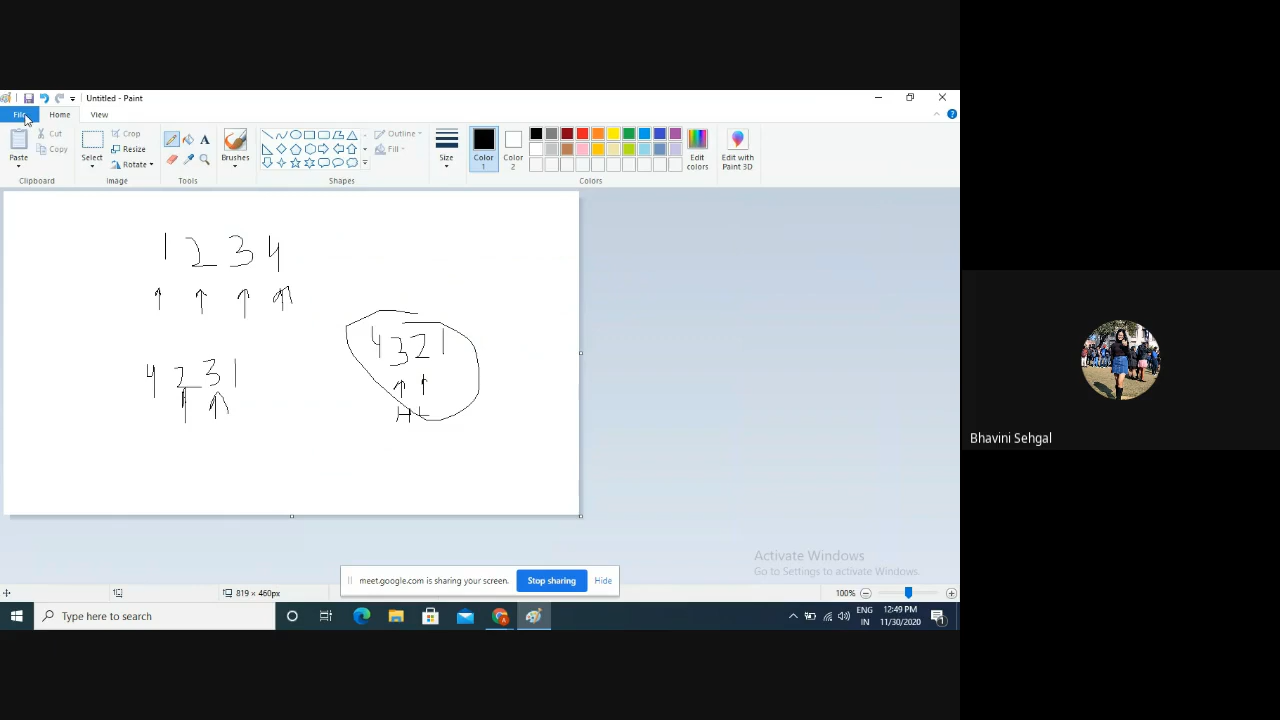 Untitled - Paint
File Home View
Paste
Cut
Copy
Clipboard
Select
Crop
Resize
Rotate
Image
Tools
Brushes
Shapes
Outline
Fill
Size
Color 1
Color 2
Edit colors
Colors
Edit with Paint 3D
1 2 3 4
4 3 2 1
4 2 3 1
Bhavini Sehgal
Activate Windows
Go to Settings to activate Windows.
meet.google.com is sharing your screen. Stop sharing Hide
819 × 460px
100%
Type here to search
ENG
IN
12:49 PM
11/30/2020
1